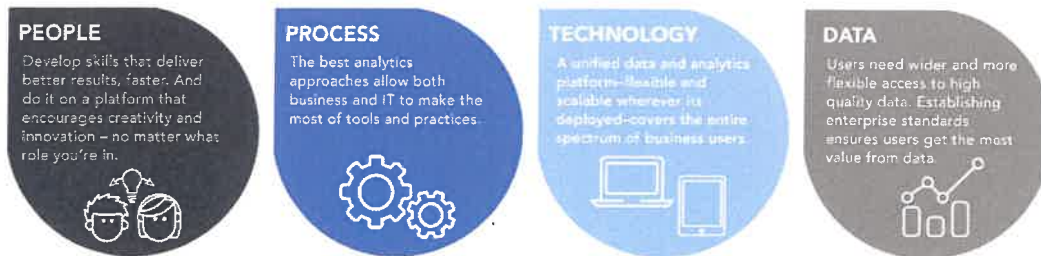 PEOPLE
Develop skills that deliver
better results, faster. And
do it on a platform that
encourages creativity and
innovation – no matter what
role you're in.
PROCESS
The best analytics
approaches allow both
business and IT to make the
most of tools and practices.
TECHNOLOGY
A unified data and analytics
platform–flexible and
scalable wherever its
deployed–covers the entire
spectrum of business users.
DATA
Users need wider and more
flexible access to high
quality data. Establishing
enterprise standards
ensures users get the most
value from data.